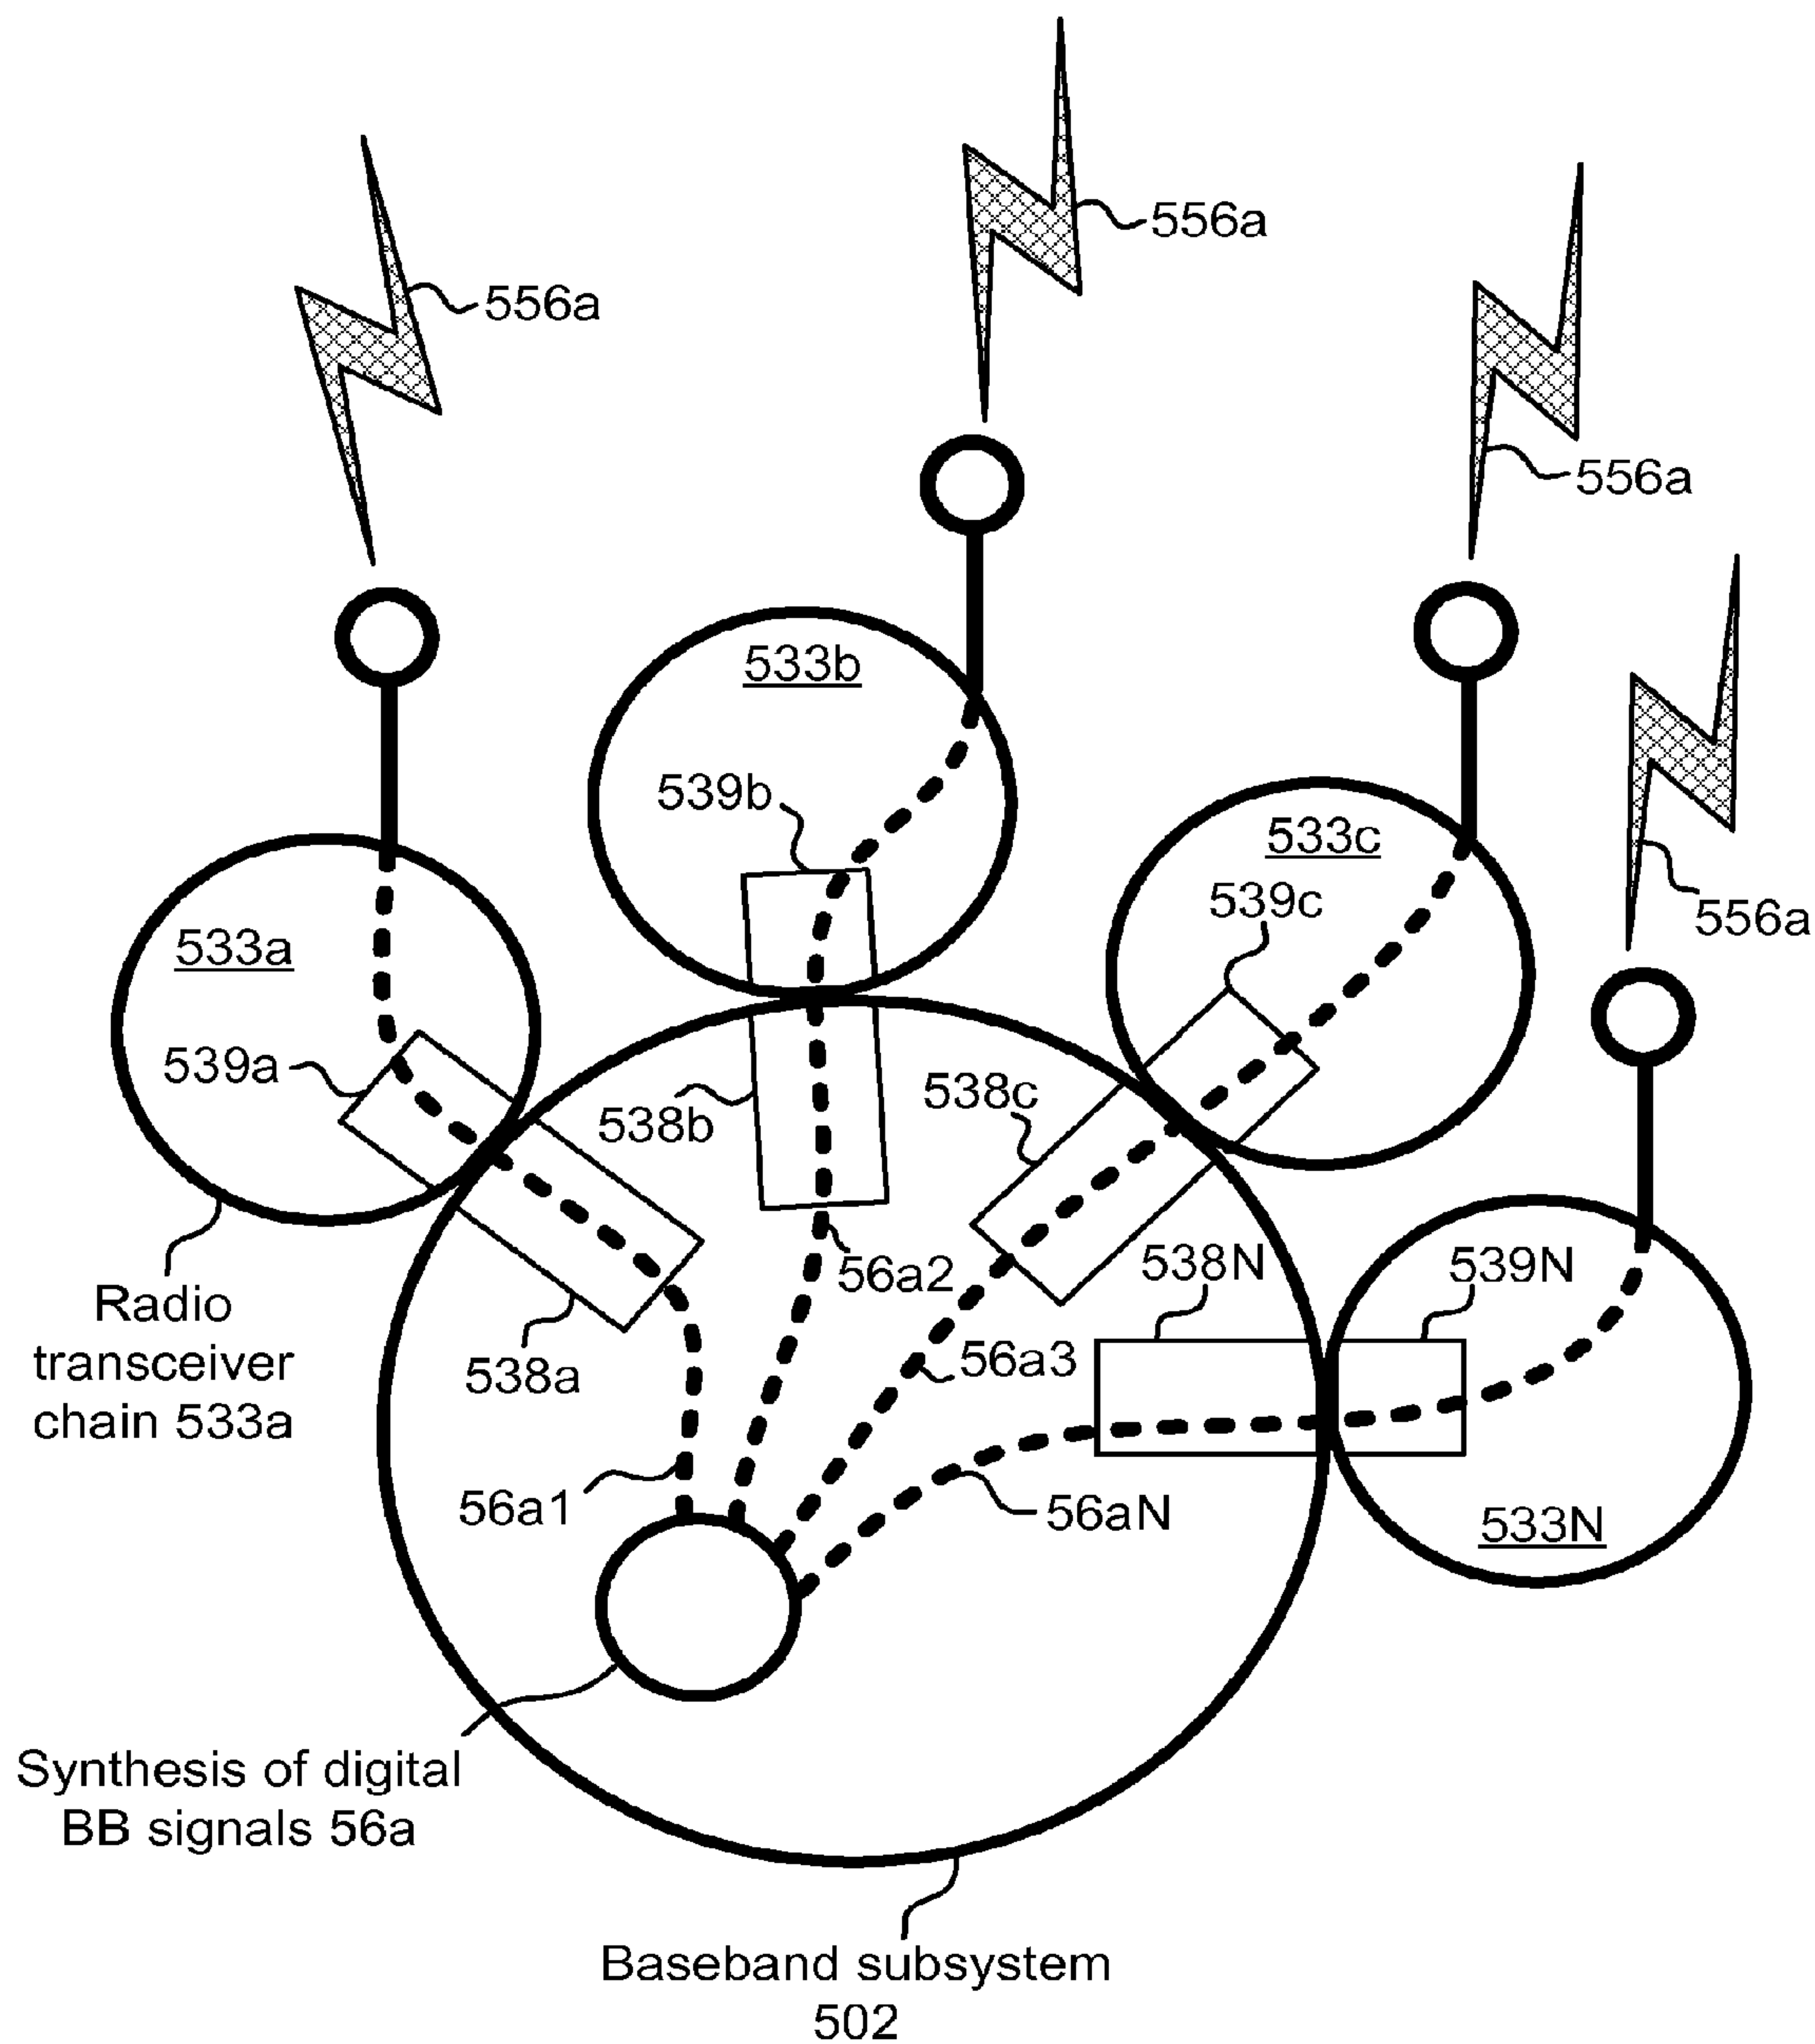 556a
556a
556a
533b
539b
533c
539c
556a
533a
539a
538c
538b
56a2
538N
539N
Radio
transceiver
chain 533a
538a
56a3
56a1
56aN
533N
Synthesis of digital
BB signals 56a
Baseband subsystem
502